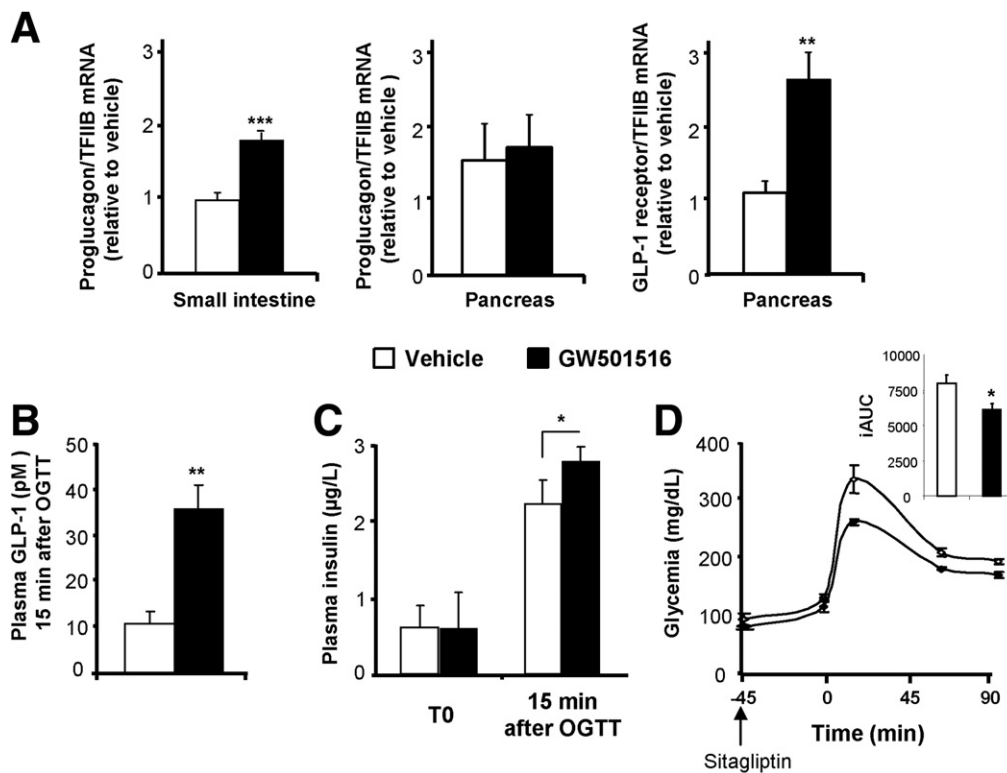 A
Proglucagon/TFIIB mRNA
(relative to vehicle)
3
2
1
0
***
Small intestine
Proglucagon/TFIIB mRNA
(relative to vehicle )
3
2
1
0
Pancreas
GLP-1 receptor/TFIIB mRNA
(relative to vehicle)
3
2
1
0
**
Pancreas
Vehicle
GW501516
B
Plasma GLP-1 (pM )
15 min after OGTT
50
40
30
20
10
0
**
C
Plasma insulin (µg/L)
3
2
1
0
*
T0
15 min
after OGTT
D
Glycemia (mg/dL)
400
300
200
100
0
-45
0
45
90
Time (min)
Sitagliptin
iAUC
10000
7500
5000
2500
0
*